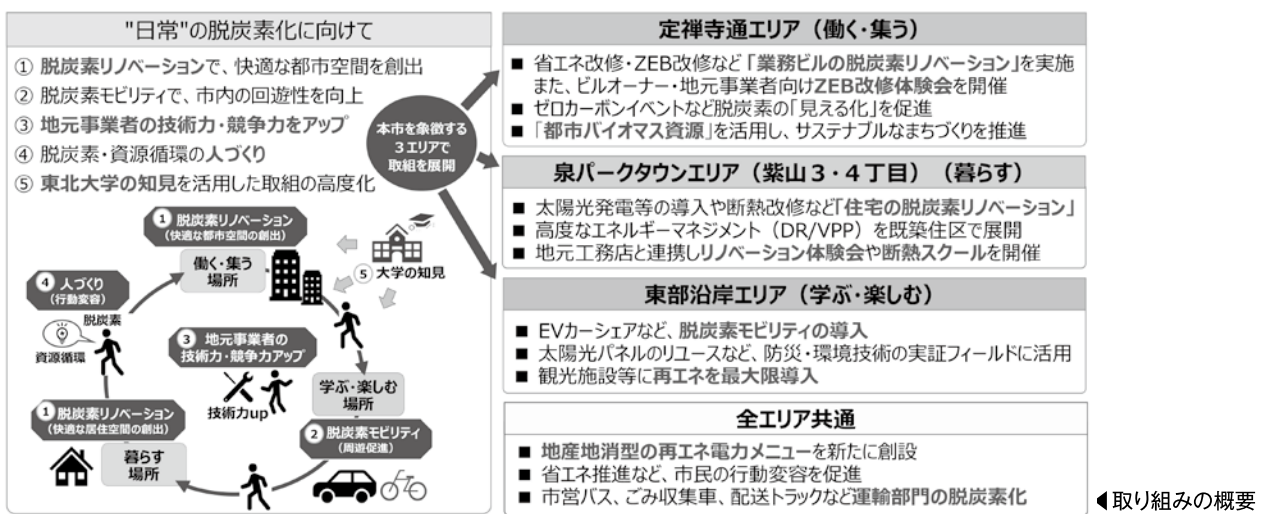 "日常"の脱炭素化に向けて
① 脱炭素リノベーションで、快適な都市空間を創出
② 脱炭素モビリティで、市内の回遊性を向上
③ 地元事業者の技術力・競争力をアップ
④ 脱炭素・資源循環の人づくり
⑤ 東北大学の知見を活用した取組の高度化
本市を象徴する
3エリアで
取組を展開
① 脱炭素リノベーション
(快適な都市空間の創出)
働く・集う
場所
⑤ 大学の知見
④ 人づくり
(行動変容)
脱炭素
資源循環
③ 地元事業者の
技術力・競争力アップ
技術力up
学ぶ・楽しむ
場所
① 脱炭素リノベーション
(快適な居住空間の創出)
暮らす
場所
② 脱炭素モビリティ
(周遊促進)
定禅寺通エリア(働く・集う)
■ 省エネ改修・ZEB改修など「業務ビルの脱炭素リノベーション」を実施
また、ビルオーナー・地元事業者向けZEB改修体験会を開催
■ ゼロカーボンイベントなど脱炭素の「見える化」を促進
■ 「都市バイオマス資源」を活用し、サステナブルなまちづくりを推進
泉パークタウンエリア(紫山3・4丁目)(暮らす)
■ 太陽光発電等の導入や断熱改修など「住宅の脱炭素リノベーション」
■ 高度なエネルギーマネジメント(DR/VPP)を既築住区で展開
■ 地元工務店と連携しリノベーション体験会や断熱スクールを開催
東部沿岸エリア(学ぶ・楽しむ)
■ EVカーシェアなど、脱炭素モビリティの導入
■ 太陽光パネルのリユースなど、防災・環境技術の実証フィールドに活用
■ 観光施設等に再エネを最大限導入
全エリア共通
■ 地産地消型の再エネ電力メニューを新たに創設
■ 省エネ推進など、市民の行動変容を促進
■ 市営バス、ごみ収集車、配送トラックなど運輸部門の脱炭素化
◀取り組みの概要